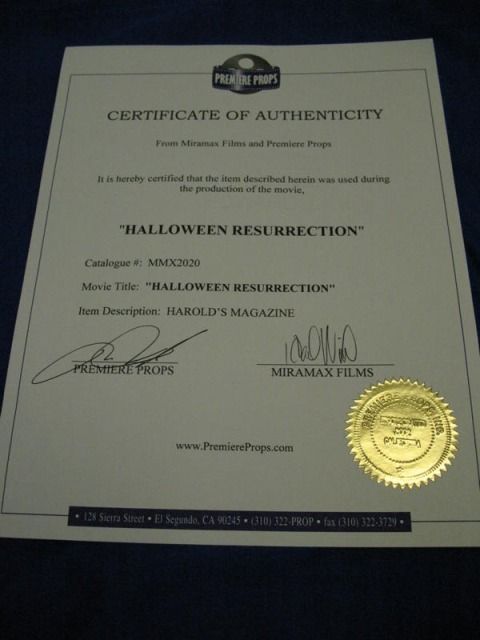 PREMIERE PROPS
CERTIFICATE OF AUTHENTICITY
From Miramax Films and Premiere Props
It is hereby certified that the item described herein was used during
the production of the movie,
"HALLOWEEN RESURRECTION"
Catalogue #: MMX2020
Movie Title: "HALLOWEEN RESURRECTION"
Item Description: HAROLD'S MAGAZINE
PREMIERE PROPS
MIRAMAX FILMS
PREMIERE PROPS INC
www.PremiereProps.com
• 128 Sierra Street • El Segundo, CA 90245 • (310) 322-PROP • fax (310) 322-3729 •